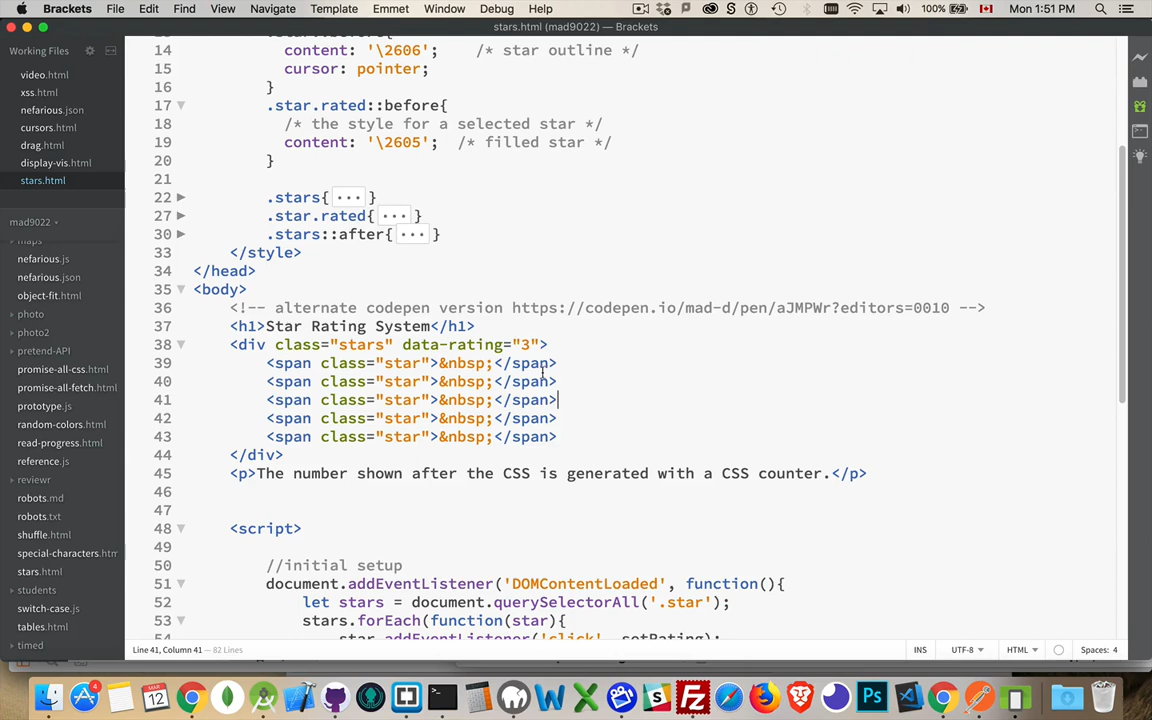 Brackets File Edit Find View Navigate Template Emmet Window Debug Help 100% Mon 1:51 PM
stars.html (mad9022) — Brackets
Working Files
video.html
xss.html
nefarious.json
cursors.html
drag.html
display-vis.html
stars.html
mad9022
maps
nefarious.js
nefarious.json
object-fit.html
photo
photo2
pretend-API
promise-all-css.html
promise-all-fetch.html
prototype.js
random-colors.html
read-progress.html
reference.js
reviewr
robots.md
robots.txt
shuffle.html
special-characters.htm
stars.html
students
switch-case.js
tables.html
timed
14 content: '\2606'; /* star outline */
15 cursor: pointer;
16 }
17 .star.rated::before{
18 /* the style for a selected star */
19 content: '\2605'; /* filled star */
20 }
21
22 .stars{...}
27 .star.rated{...}
30 .stars::after{...}
33 </style>
34 </head>
35 <body>
36 <!-- alternate codepen version https://codepen.io/mad-d/pen/aJMPWr?editors=0010 -->
37 <h1>Star Rating System</h1>
38 <div class="stars" data-rating="3">
39 <span class="star">&nbsp;</span>
40 <span class="star">&nbsp;</span>
41 <span class="star">&nbsp;</span>
42 <span class="star">&nbsp;</span>
43 <span class="star">&nbsp;</span>
44 </div>
45 <p>The number shown after the CSS is generated with a CSS counter.</p>
46
47
48 <script>
49
50 //initial setup
51 document.addEventListener('DOMContentLoaded', function(){
52 let stars = document.querySelectorAll('.star');
53 stars.forEach(function(star){
54 star.addEventListener('click', setRating);
Line 41, Column 41 — 82 Lines
INS UTF-8 HTML Spaces: 4
4
MAR
12
Ps